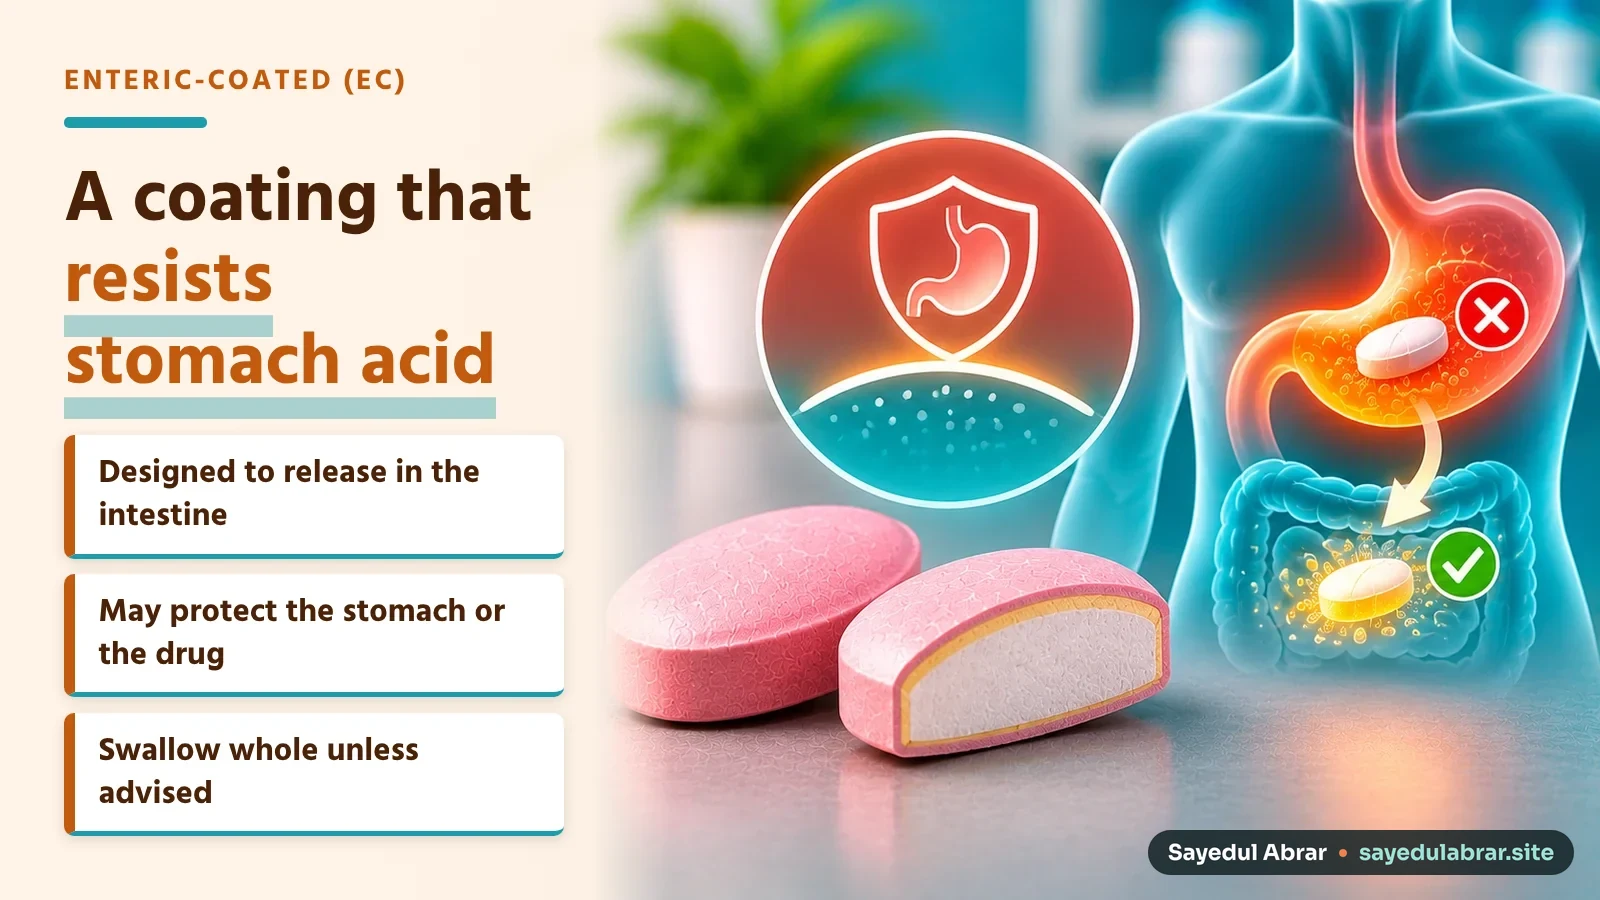 ENTERIC-COATED (EC)
A coating that
resists
stomach acid
Designed to release in the
intestine
May protect the stomach or
the drug
Swallow whole unless
advised
Sayedul Abrar • sayedulabrar.site